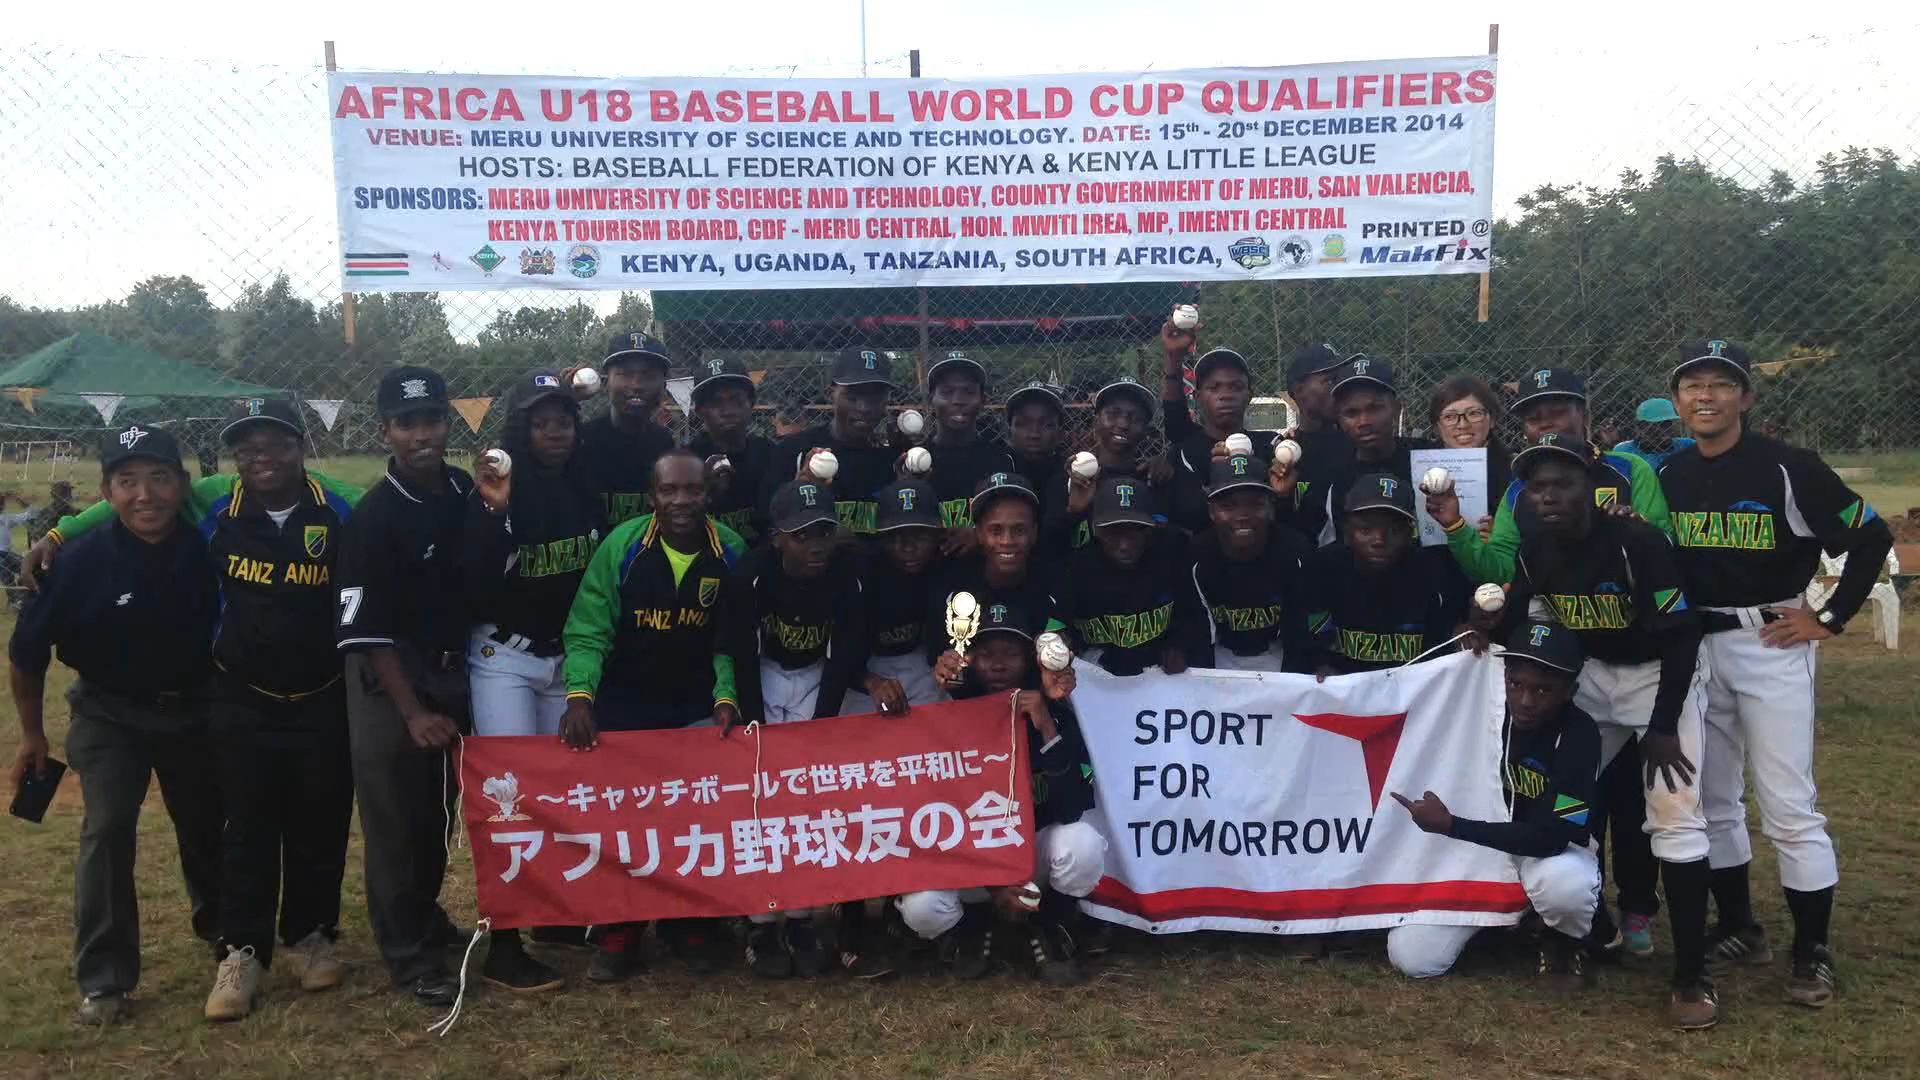 AFRICA U18 BASEBALL WORLD CUP QUALIFIERS
VENUE: MERU UNIVERSITY OF SCIENCE AND TECHNOLOGY. DATE: 15th - 20st DECEMBER 2014
HOSTS: BASEBALL FEDERATION OF KENYA & KENYA LITTLE LEAGUE
SPONSORS: MERU UNIVERSITY OF SCIENCE AND TECHNOLOGY, COUNTY GOVERNMENT OF MERU, SAN VALENCIA,
KENYA TOURISM BOARD, CDF - MERU CENTRAL, HON. MWITI IREA, MP, IMENTI CENTRAL
PRINTED @
MakFix
KENYA, UGANDA, TANZANIA, SOUTH AFRICA,
WBSC
TANZ ANIA
TANZ ANIA
TANZANIA
7
TANZANIA
TANZANIA
TANZANIA
~キャッチボールで世界を平和に~
アフリカ野球友の会
SPORT
FOR
TOMORROW